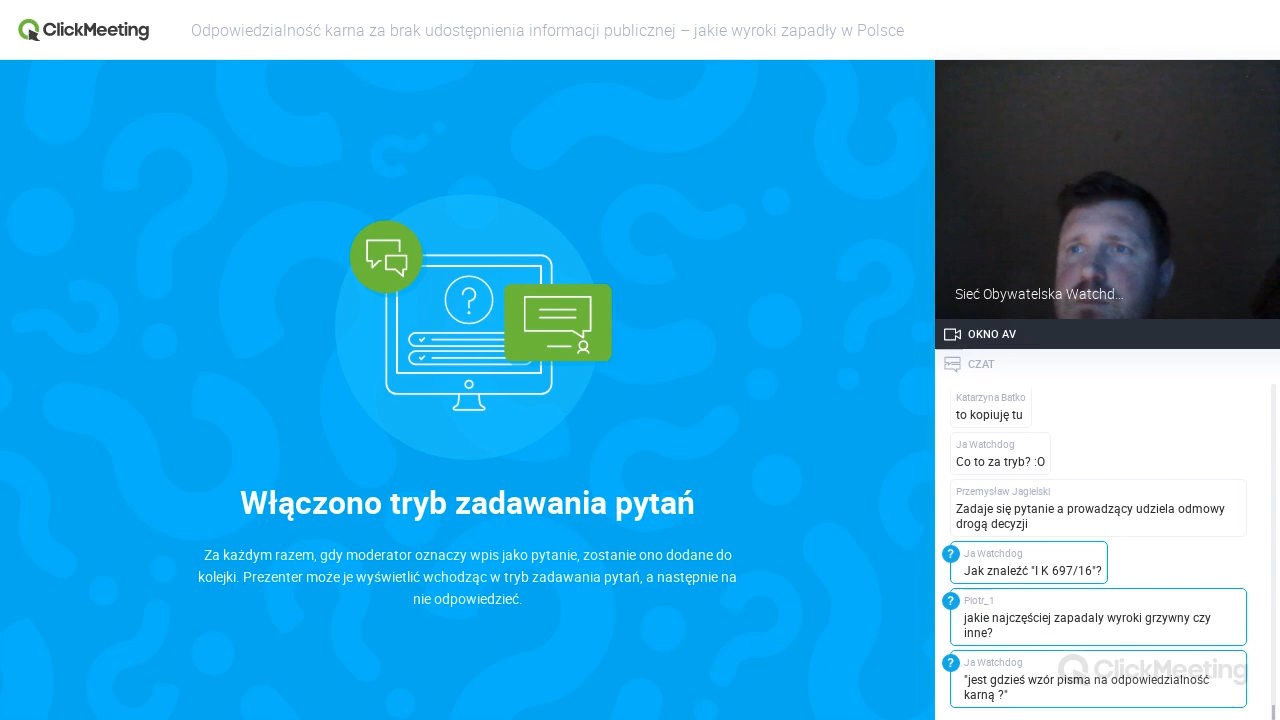 ClickMeeting
Odpowiedzialność karna za brak udostępnienia informacji publicznej – jakie wyroki zapadły w Polsce
?
Włączono tryb zadawania pytań
Za każdym razem, gdy moderator oznaczy wpis jako pytanie, zostanie ono dodane do
kolejki. Prezenter może je wyświetlić wchodząc w tryb zadawania pytań, a następnie na
nie odpowiedzieć.
Sieć Obywatelska Watchd...
OKNO AV
CZAT
Katarzyna Batko
to kopiuję tu
Ja Watchdog
Co to za tryb? :O
Przemysław Jagielski
Zadaje się pytanie a prowadzący udziela odmowy
drogą decyzji
? Ja Watchdog
Jak znaleźć "I K 697/16"?
? Piotr_1
jakie najczęściej zapadaly wyroki grzywny czy
inne?
? Ja Watchdog
"jest gdzieś wzór pisma na odpowiedzialność
karną ?"
ClickMeeting